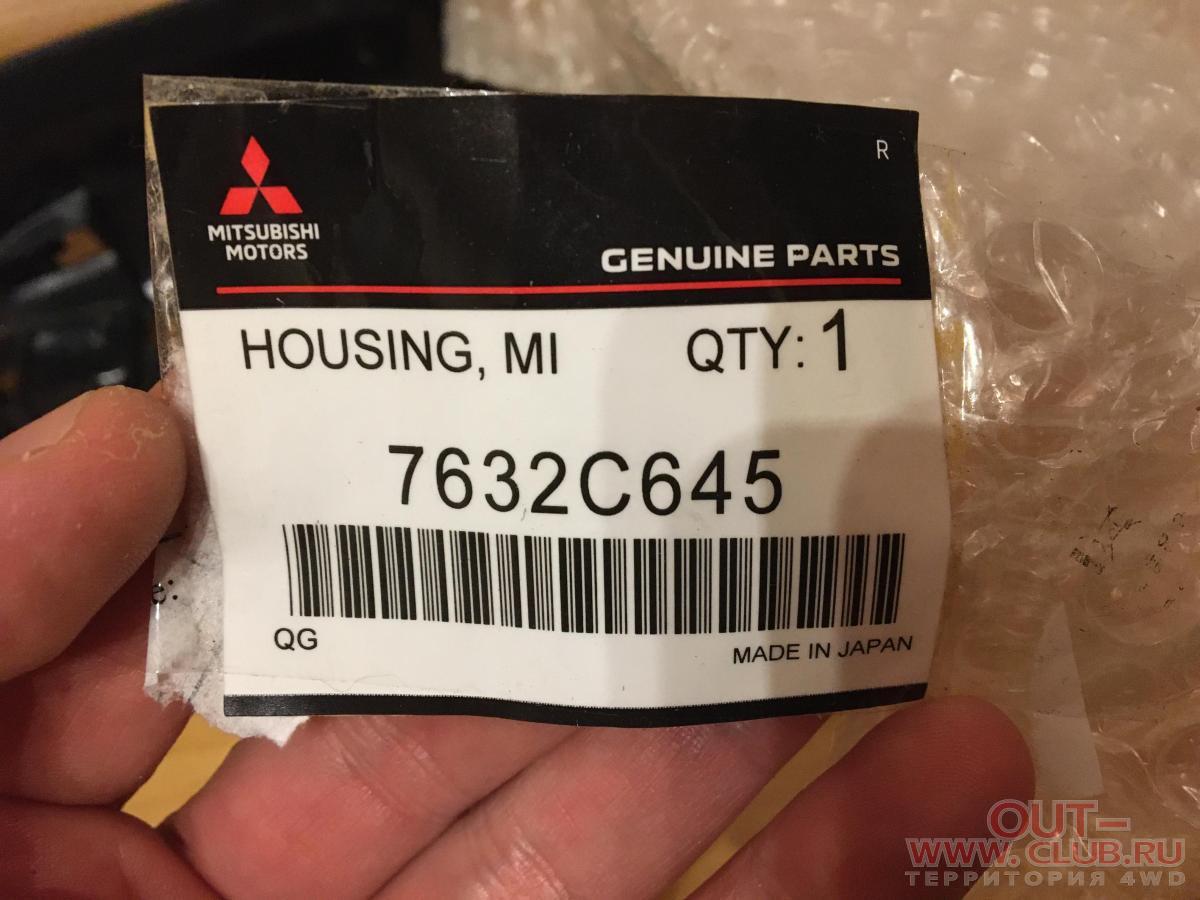 R
MITSUBISHI
MOTORS
GENUINE PARTS
HOUSING, MI QTY: 1
7632C645
e:
QG
MADE IN JAPAN
OUT-
WWW.CLUB.RU
ТЕРРИТОРИЯ 4WD